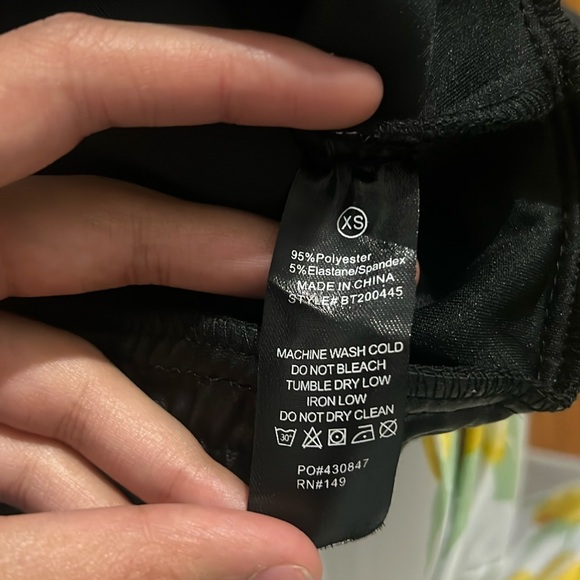 XS
95%Polyester
5%Elastane/Spandex
MADE IN CHINA
STYLE#BT200445
MACHINE WASH COLD
DO NOT BLEACH
TUMBLE DRY LOW
IRON LOW
DO NOT DRY CLEAN
30°
PO#430847
RN#149